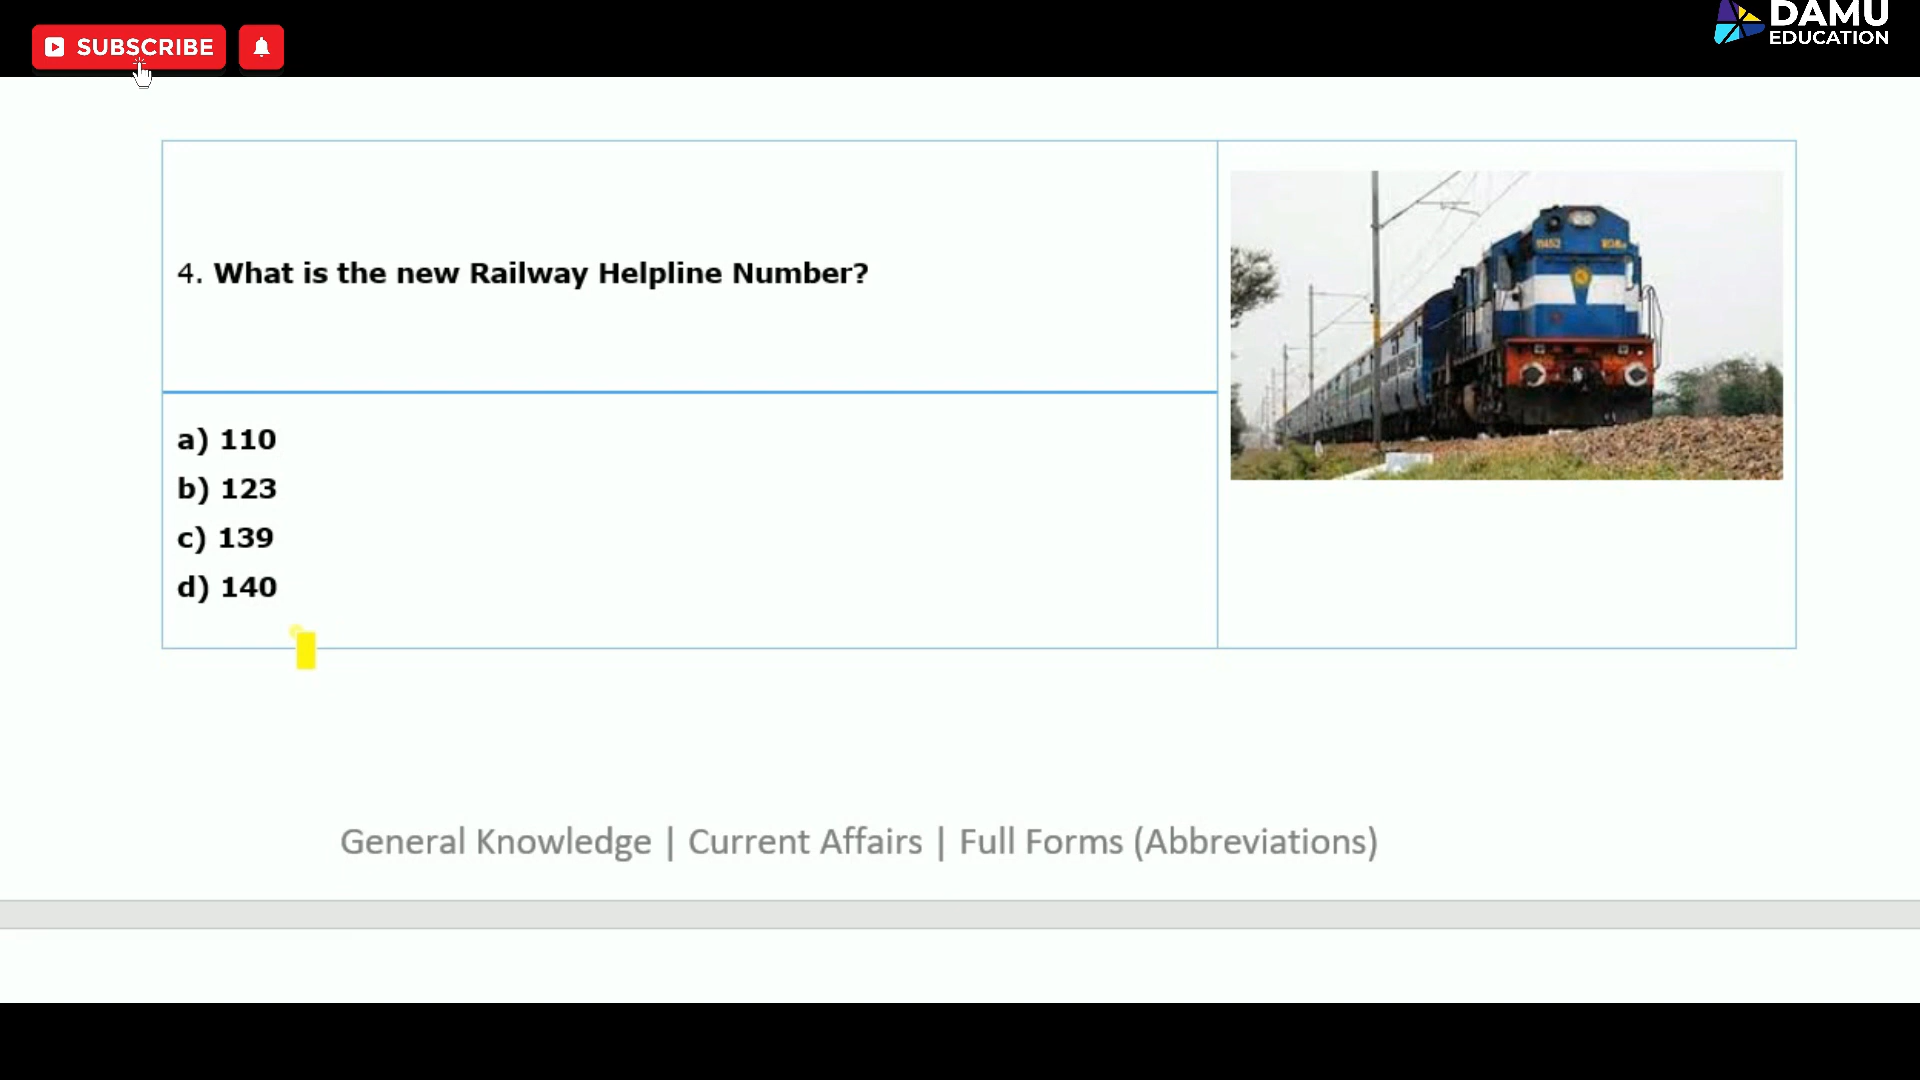 SUBSCRIBE
DAMU
EDUCATION
4. What is the new Railway Helpline Number?
a) 110
b) 123
c) 139
d) 140
General Knowledge | Current Affairs | Full Forms (Abbreviations)